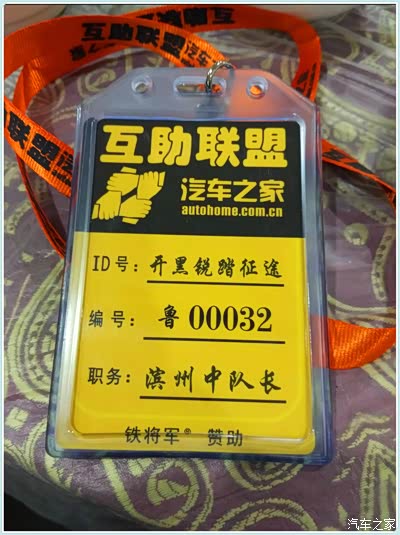 互助联盟
汽车之家
autohome.com.cn
ID号：开黑锐踏征途
编号：鲁 00032
职务：滨州中队长
铁将军® 赞助
互助联盟
汽车之家